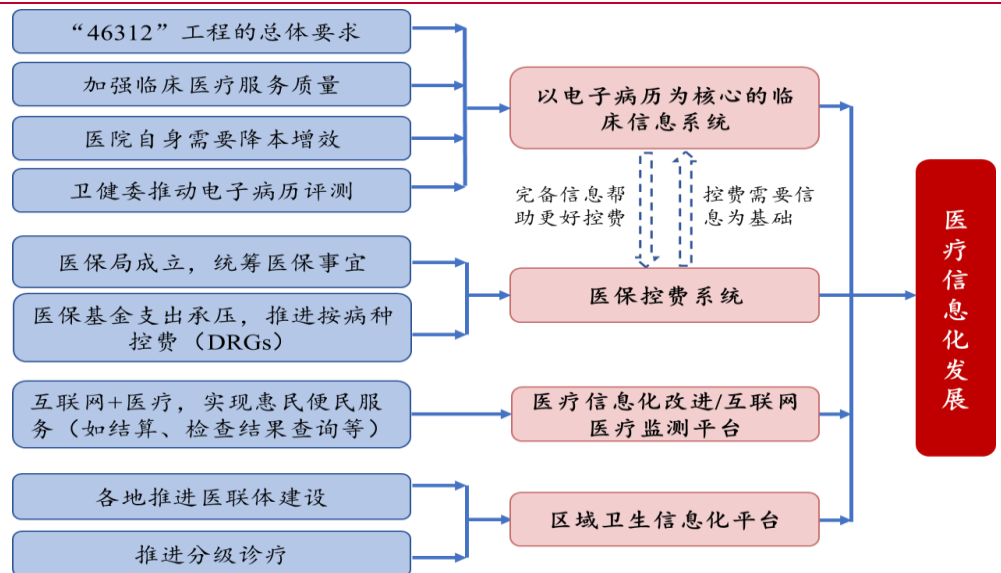 “46312”工程的总体要求
加强临床医疗服务质量
医院自身需要降本增效
卫健委推动电子病历评测
以电子病历为核心的临
床信息系统
完备信息帮
助更好控费
控费需要信
息为基础
医保局成立，统筹医保事宜
医保基金支出承压，推进按病种
控费（DRGs）
医保控费系统
互联网+医疗，实现惠民便民服
务（如结算、检查结果查询等）
医疗信息化改进/互联网
医疗监测平台
各地推进医联体建设
推进分级诊疗
区域卫生信息化平台
医疗信息化发展